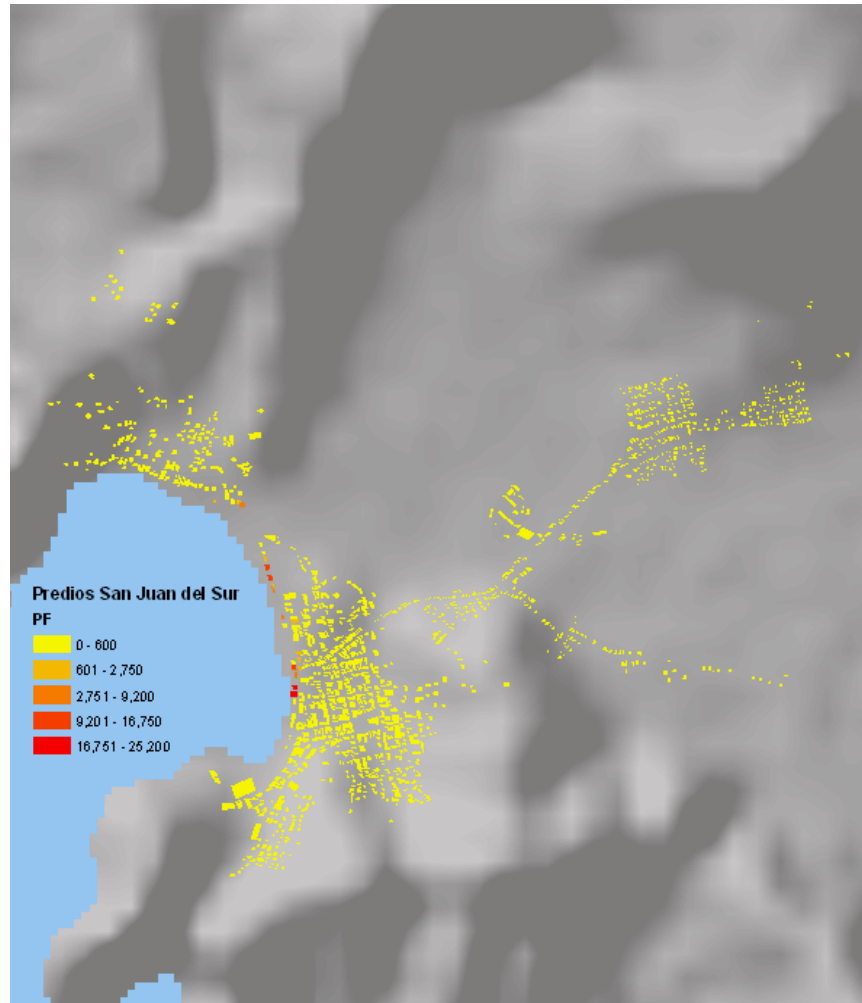 Predios San Juan del Sur
PF
0 - 600
601 - 2,750
2,751 - 9,200
9,201 - 16,750
16,751 - 25,200